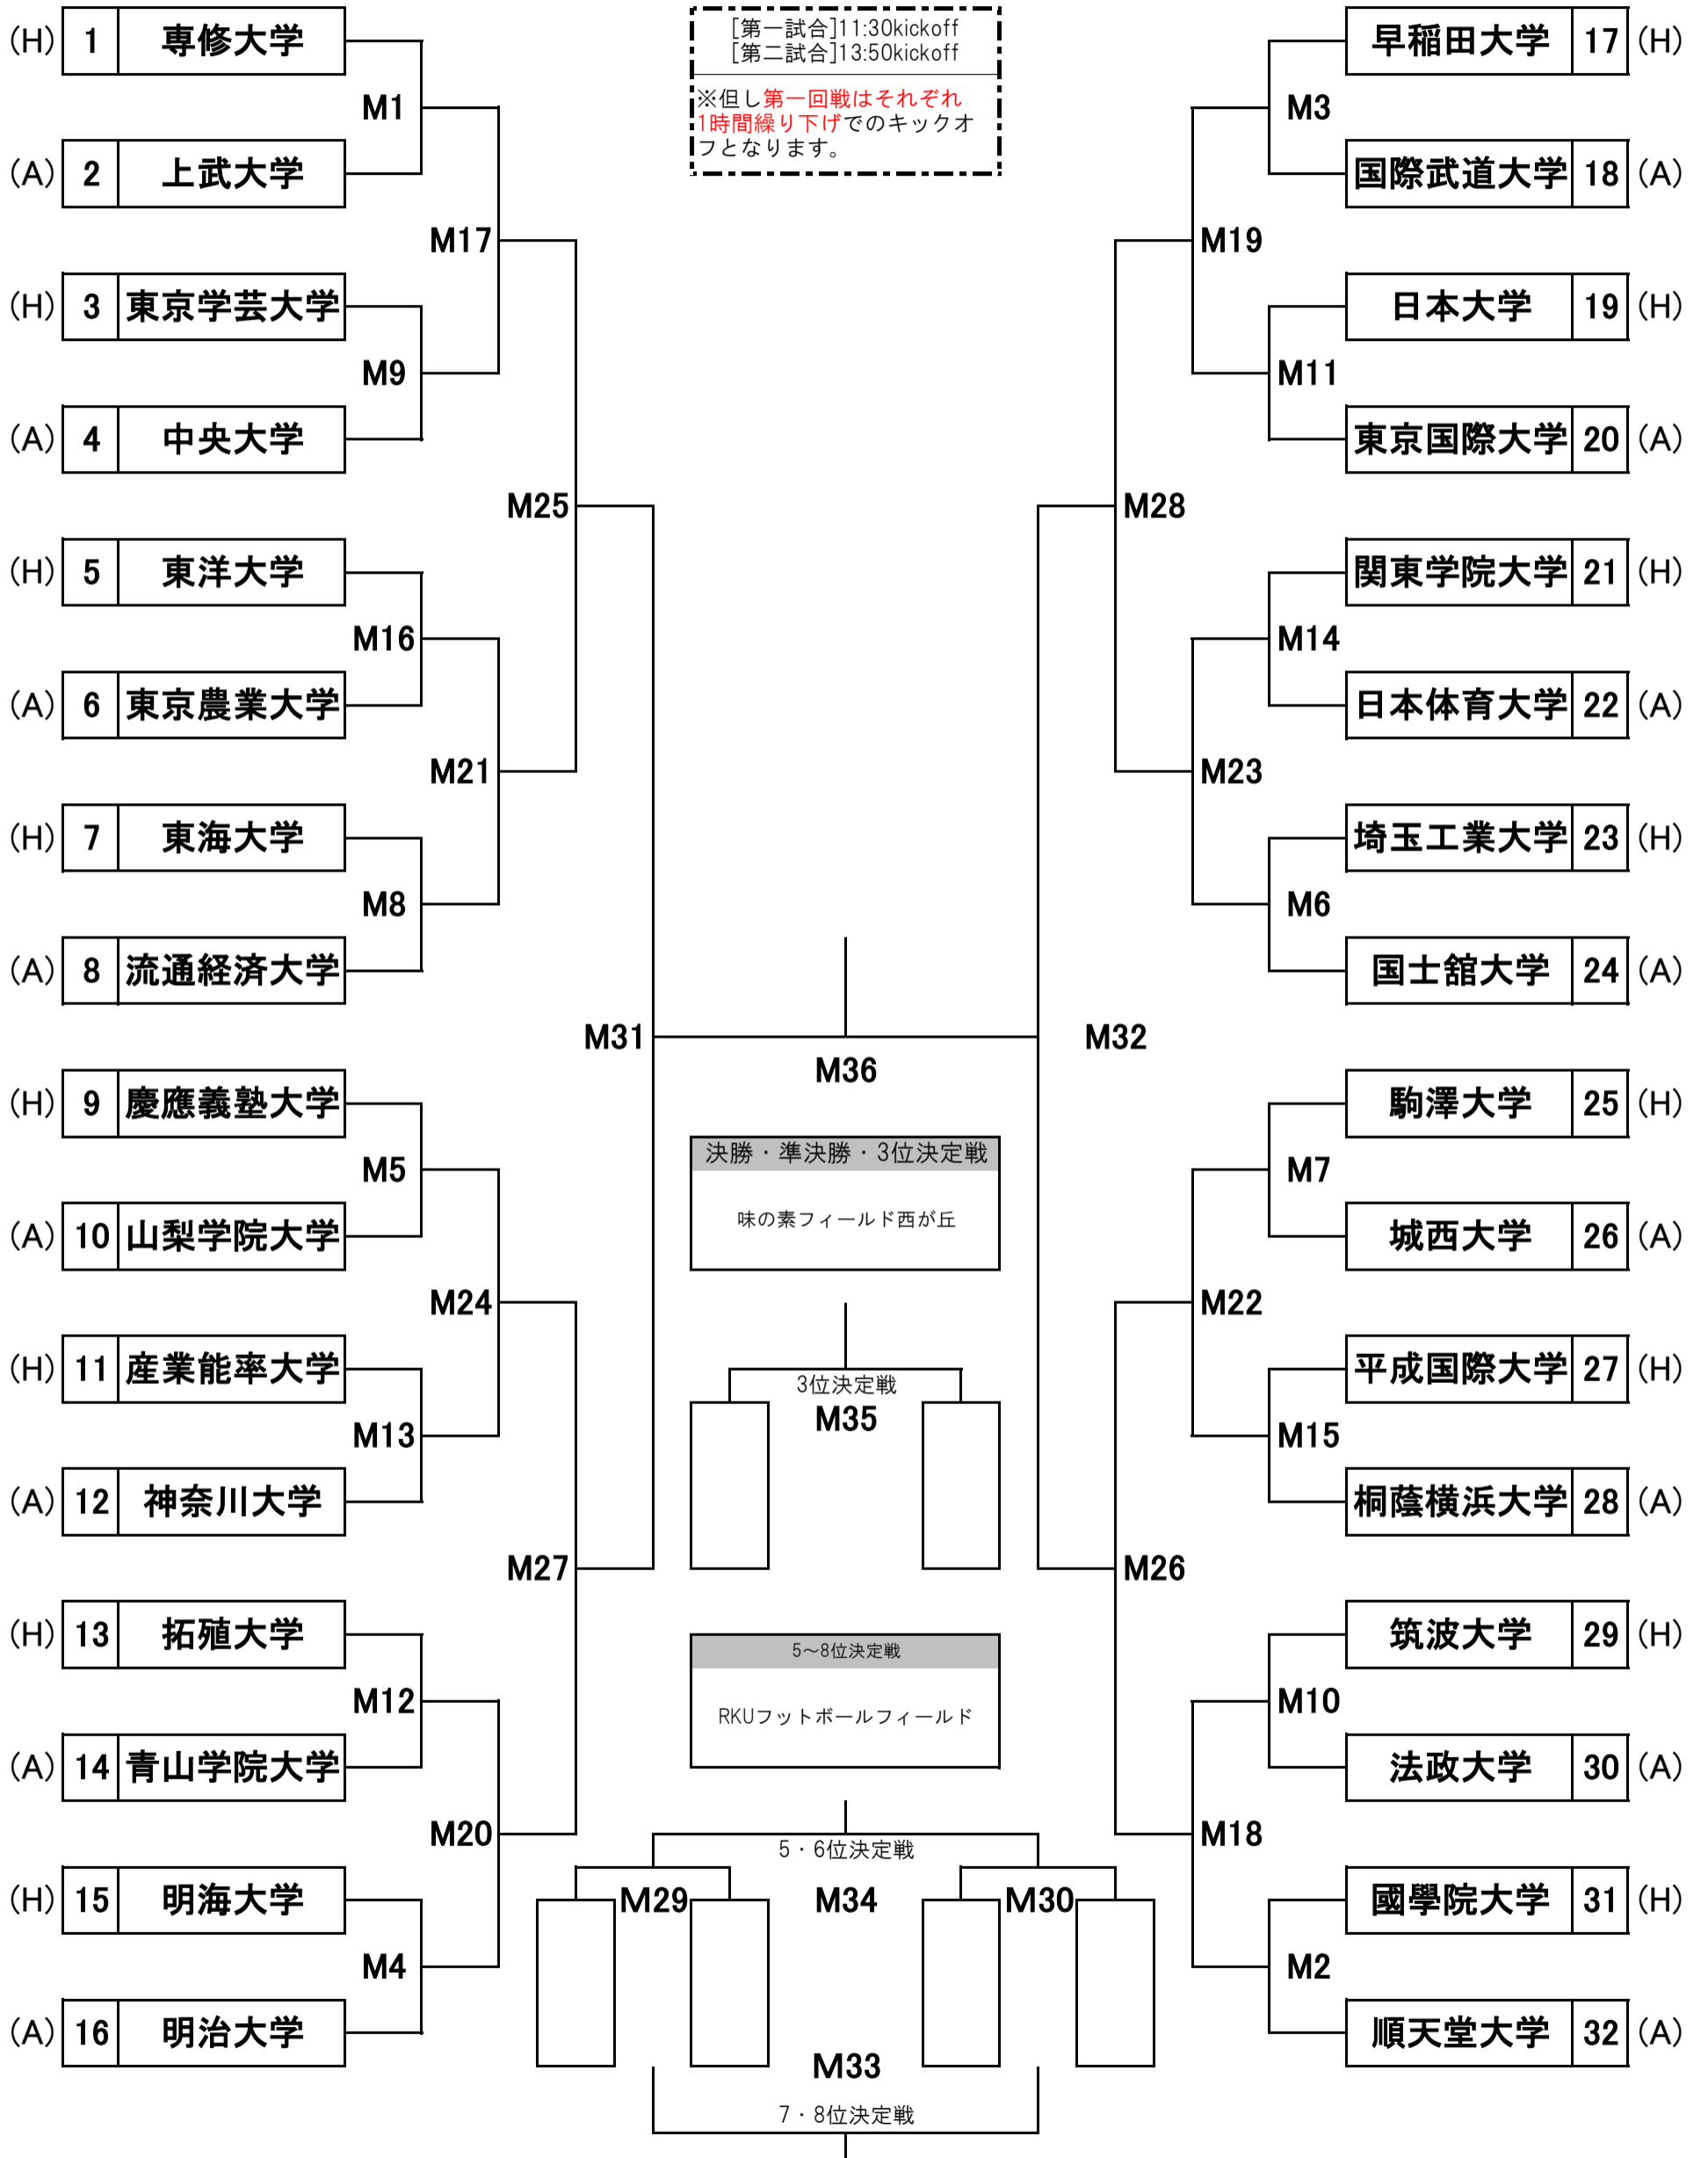 [第一試合]11:30kickoff
[第二試合]13:50kickoff
※但し第一回戦はそれぞれ
1時間繰り下げでのキックオ
フとなります。
(H) 1 専修大学
M1
(A) 2 上武大学
M17
(H) 3 東京学芸大学
M9
(A) 4 中央大学
M25
(H) 5 東洋大学
M16
(A) 6 東京農業大学
M21
(H) 7 東海大学
M8
(A) 8 流通経済大学
M31
(H) 9 慶應義塾大学
M5
(A) 10 山梨学院大学
M24
(H) 11 産業能率大学
M13
(A) 12 神奈川大学
M27
(H) 13 拓殖大学
M12
(A) 14 青山学院大学
M20
(H) 15 明海大学
M4
(A) 16 明治大学
M36
決勝・準決勝・3位決定戦
味の素フィールド西が丘
3位決定戦
M35
5～8位決定戦
RKUフットボールフィールド
5・6位決定戦
M29 M34 M30
M33
7・8位決定戦
早稲田大学 17 (H)
M3
国際武道大学 18 (A)
M19
日本大学 19 (H)
M11
東京国際大学 20 (A)
M28
関東学院大学 21 (H)
M14
日本体育大学 22 (A)
M23
埼玉工業大学 23 (H)
M6
国士舘大学 24 (A)
M32
駒澤大学 25 (H)
M7
城西大学 26 (A)
M22
平成国際大学 27 (H)
M15
桐蔭横浜大学 28 (A)
M26
筑波大学 29 (H)
M10
法政大学 30 (A)
M18
國學院大学 31 (H)
M2
順天堂大学 32 (A)